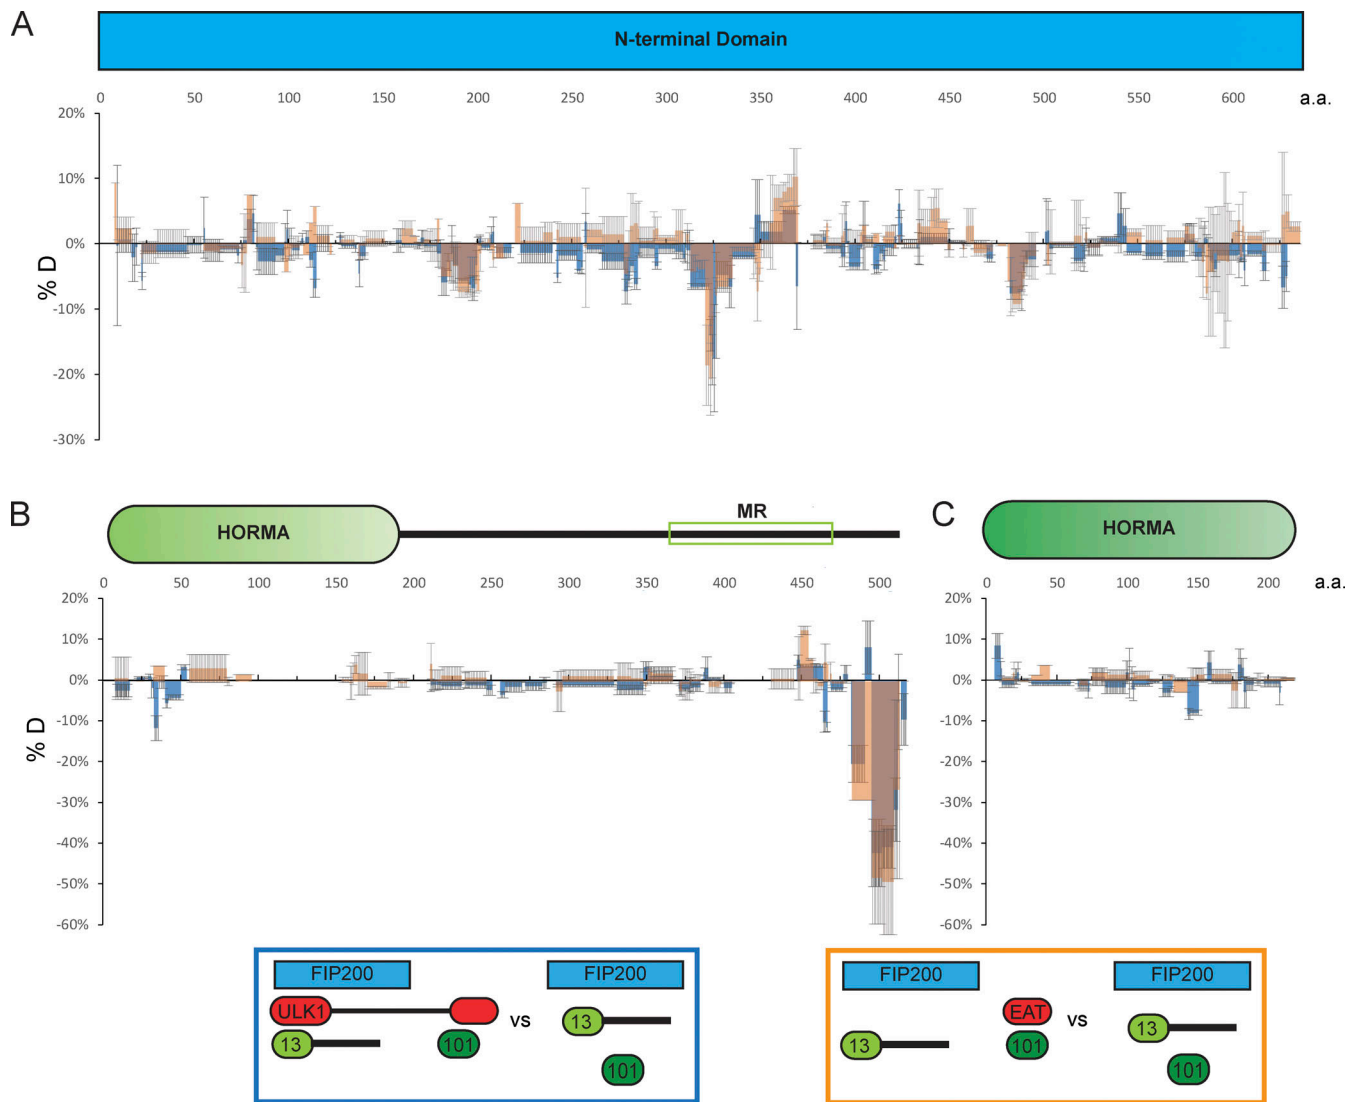 A
N-terminal Domain
0 50 100 150 200 250 300 350 400 450 500 550 600 a.a.
20%
10%
0%
-10%
-20%
-30%
% D
B
HORMA
MR
C
HORMA
0 50 100 150 200 250 300 350 400 450 500
0 50 100 150 200 a.a.
20% 20%
10% 10%
0% 0%
-10% -10%
-20% -20%
-30% -30%
-40% -40%
-50% -50%
-60% -60%
% D
FIP200 FIP200
ULK1 vs 13
13 101 101
FIP200 FIP200
EAT vs 13
13 101 101